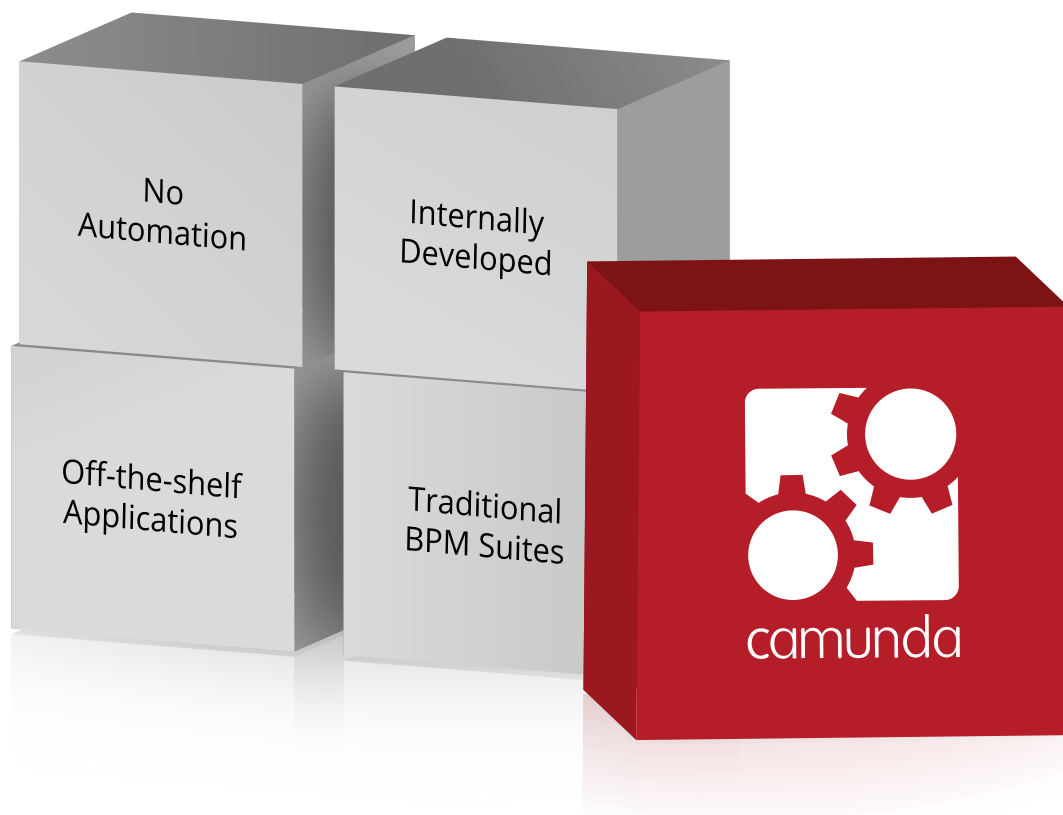 No
Automation
Internally
Developed
Off-the-shelf
Applications
Traditional
BPM Suites
camunda